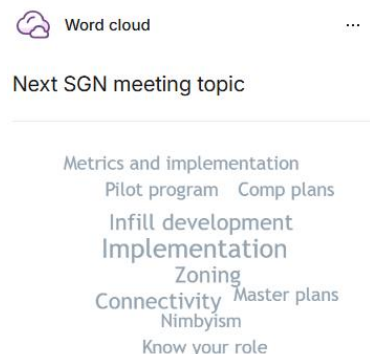 Word cloud
Next SGN meeting topic
Metrics and implementation
Pilot program Comp plans
Infill development
Implementation
Zoning
Connectivity Master plans
Nimbyism
Know your role